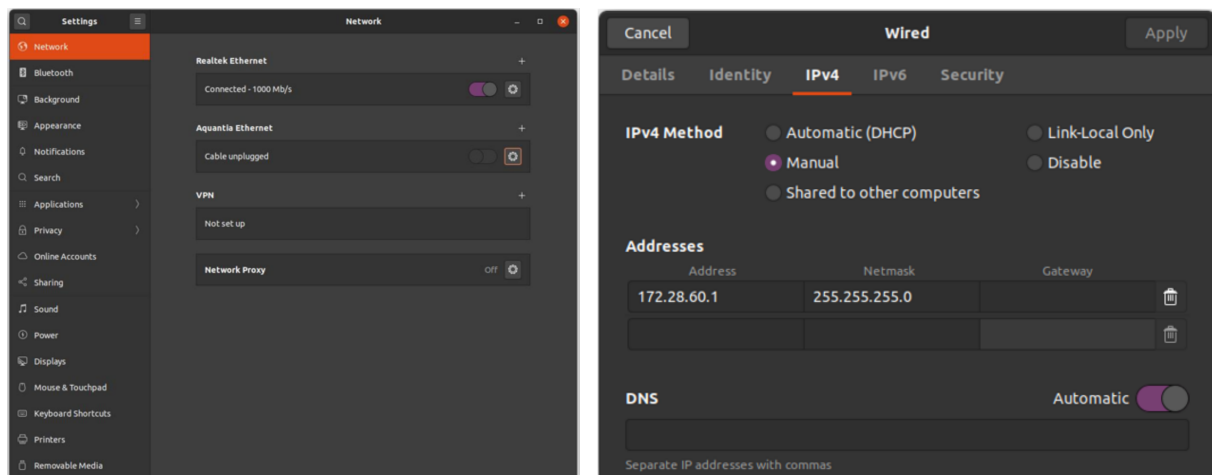 Settings
Network
Network
Bluetooth
Background
Appearance
Notifications
Search
Applications
Privacy
Online Accounts
Sharing
Sound
Power
Displays
Mouse & Touchpad
Keyboard Shortcuts
Printers
Removable Media
Realtek Ethernet
Connected - 1000 Mb/s
Aquantia Ethernet
Cable unplugged
VPN
Not set up
Network Proxy Off
Cancel Wired Apply
Details Identity IPv4 IPv6 Security
IPv4 Method Automatic (DHCP) Link-Local Only
Manual Disable
Shared to other computers
Addresses
Address Netmask Gateway
172.28.60.1 255.255.255.0
DNS Automatic
Separate IP addresses with commas